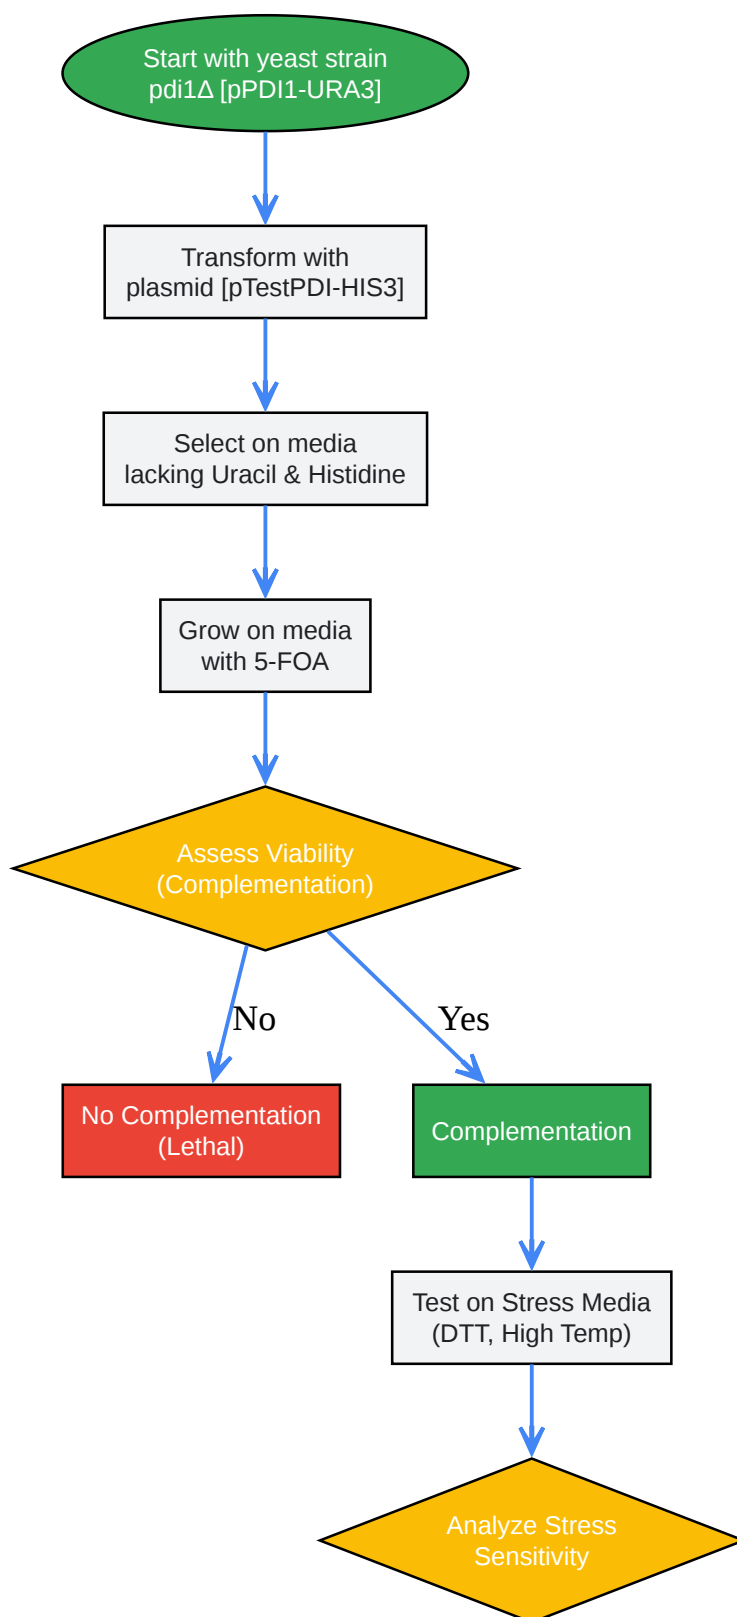 Start with yeast strain
pdi1Δ [pPDI1-URA3]
Transform with
plasmid [pTestPDI-HIS3]
Select on media
lacking Uracil & Histidine
Grow on media
with 5-FOA
Assess Viability
(Complementation)
No
Yes
No Complementation
(Lethal)
Complementation
Test on Stress Media
(DTT, High Temp)
Analyze Stress
Sensitivity